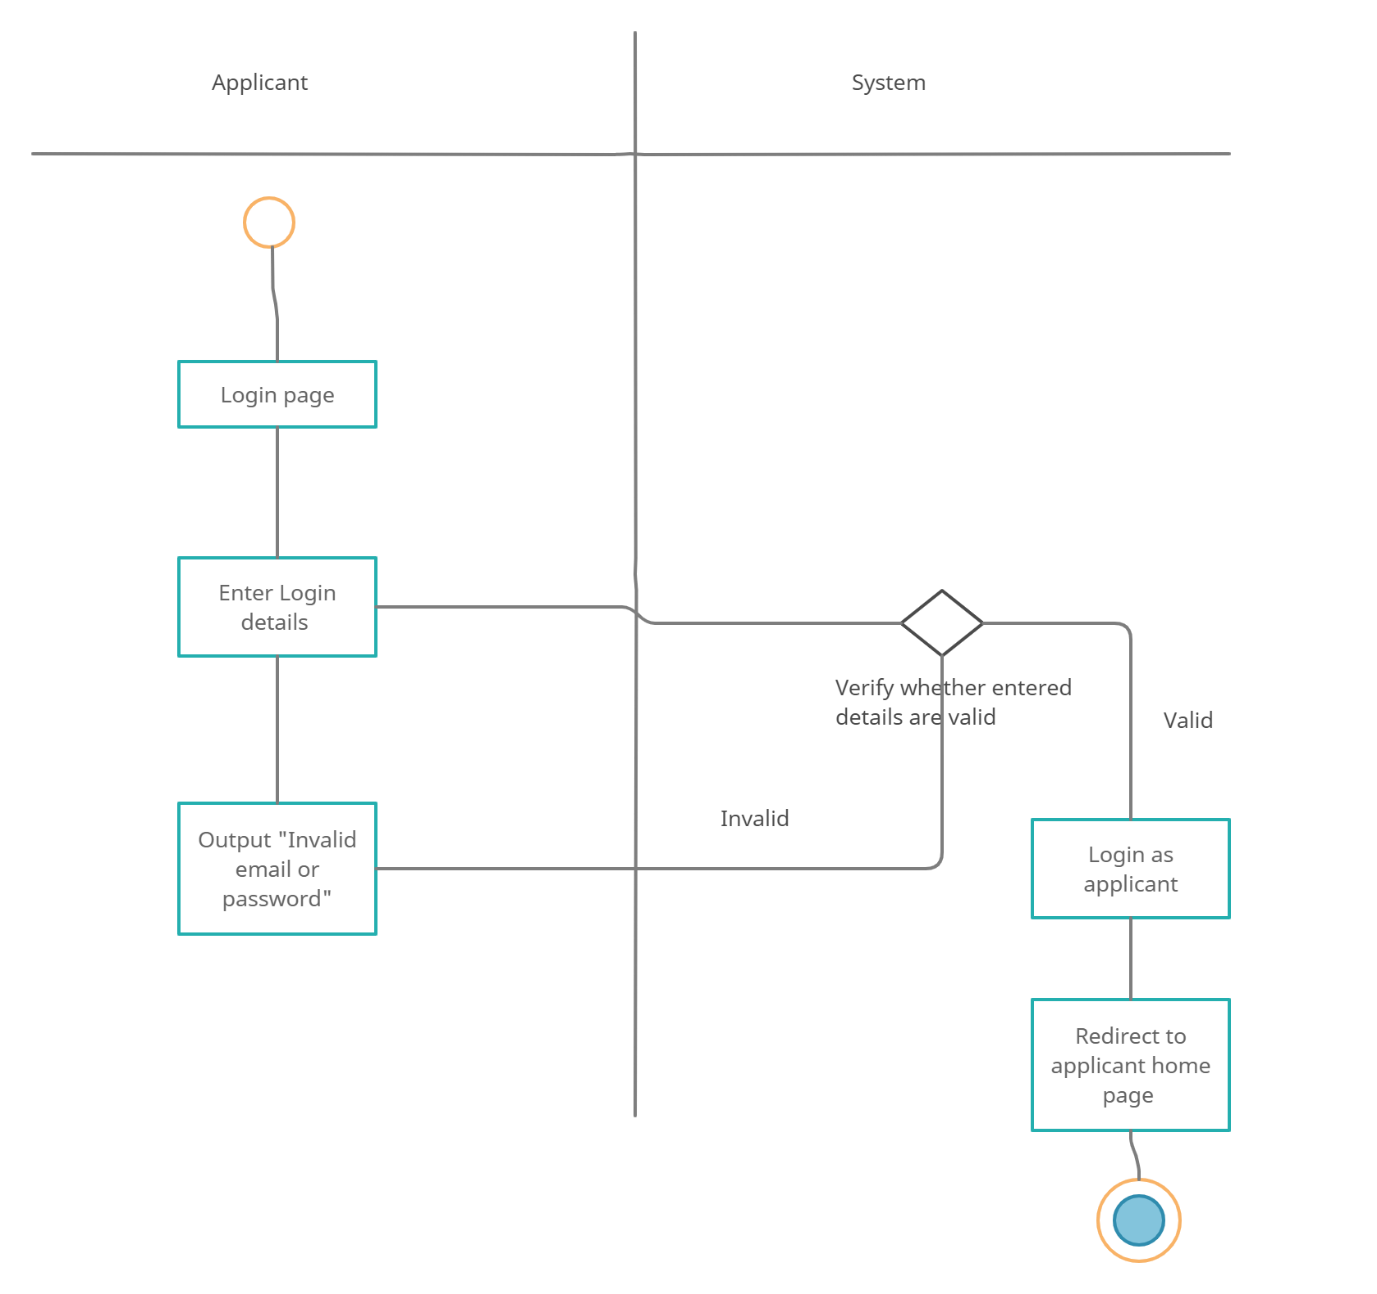 Applicant
System
Login page
Enter Login
details
Verify whether entered
details are valid
Valid
Invalid
Output "Invalid
email or
password"
Login as
applicant
Redirect to
applicant home
page